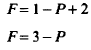 F = 1 – P + 2
F = 3 – P